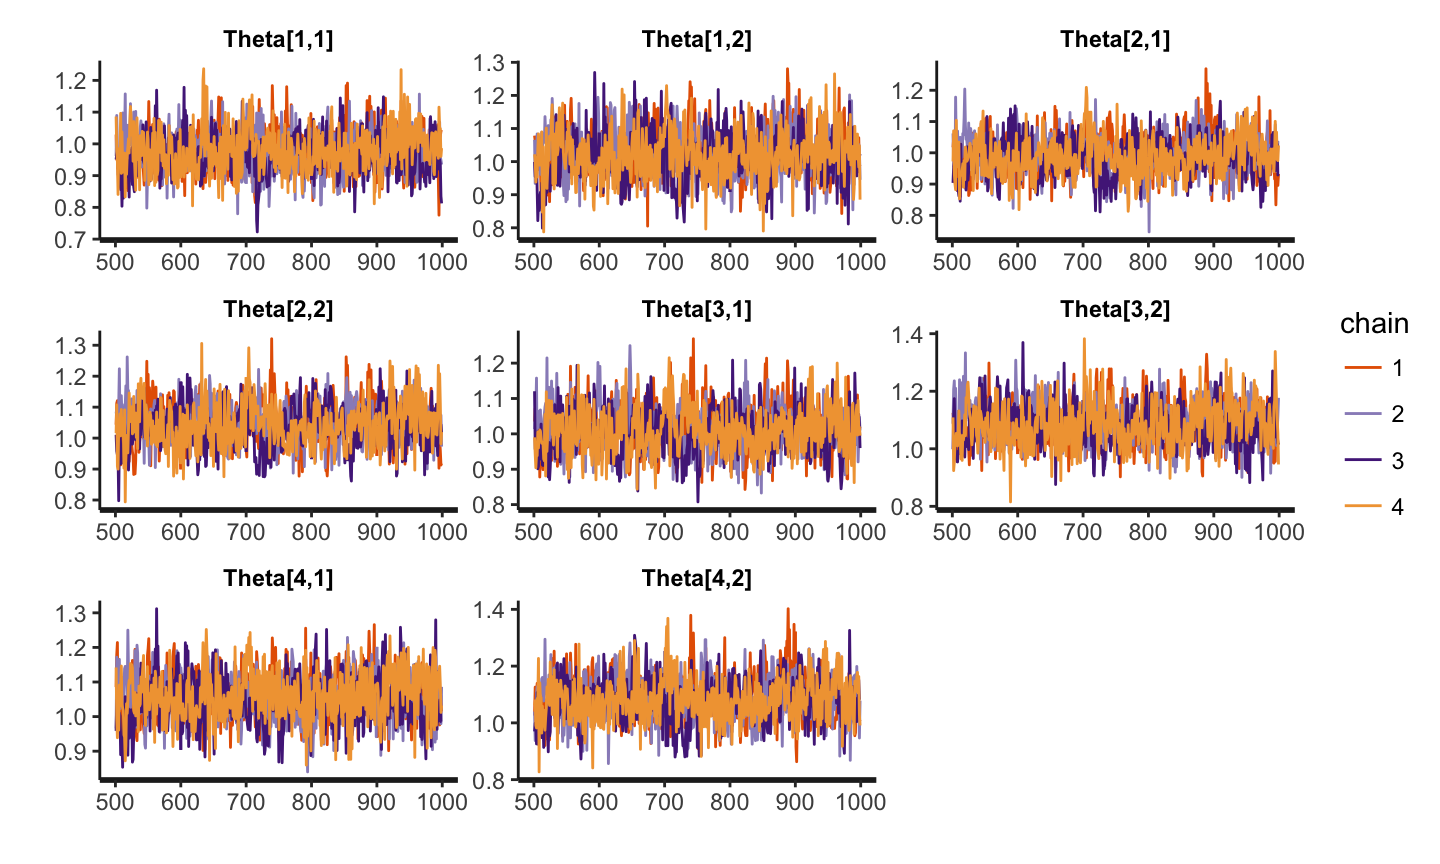 Theta[1,1] Theta[1,2] Theta[2,1]
1.2 1.1 1.0 0.9 0.8 0.7
1.3 1.2 1.1 1.0 0.9 0.8
1.2 1.1 1.0 0.9 0.8
500 600 700 800 900 1000 500 600 700 800 900 1000 500 600 700 800 900 1000
Theta[2,2] Theta[3,1] Theta[3,2]
1.3 1.2 1.1 1.0 0.9 0.8
1.2 1.1 1.0 0.9 0.8
1.4 1.2 1.0 0.8
500 600 700 800 900 1000 500 600 700 800 900 1000 500 600 700 800 900 1000
Theta[4,1] Theta[4,2]
1.3 1.2 1.1 1.0 0.9
1.4 1.2 1.0 0.8
500 600 700 800 900 1000 500 600 700 800 900 1000
chain
1
2
3
4